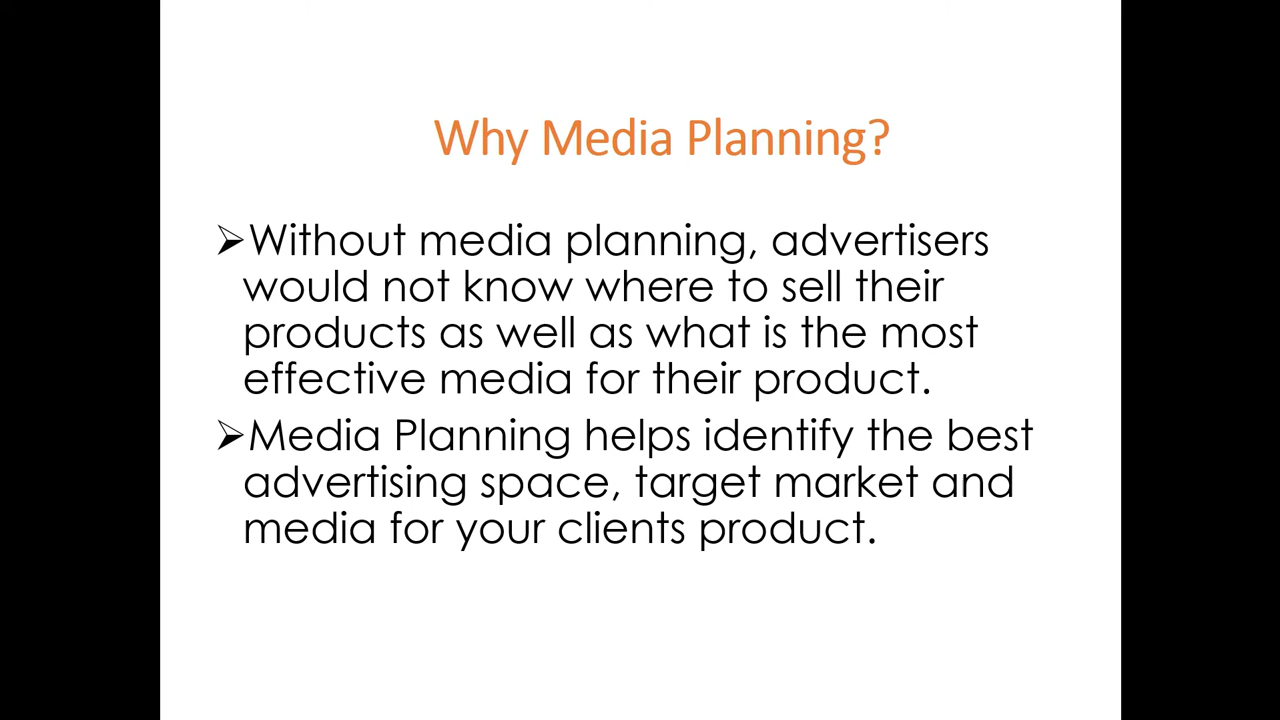 Why Media Planning?
➢Without media planning, advertisers
would not know where to sell their
products as well as what is the most
effective media for their product.
➢Media Planning helps identify the best
advertising space, target market and
media for your clients product.